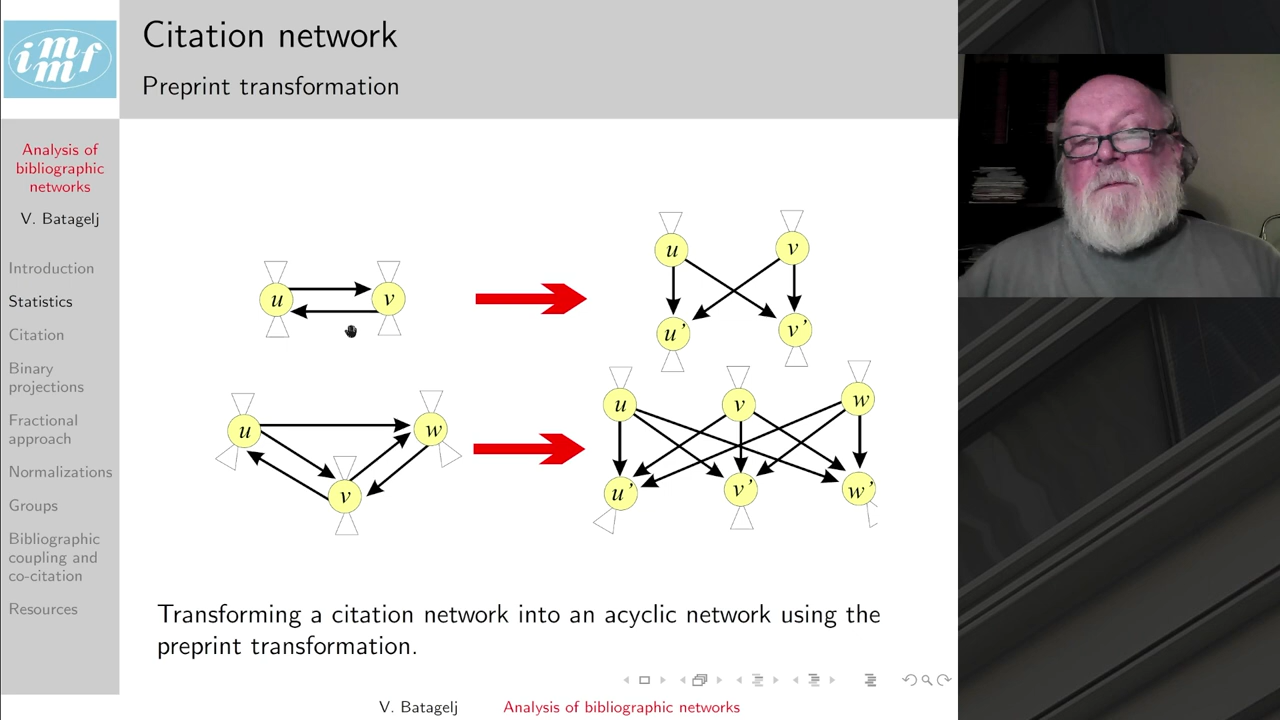 immf
Citation network
Preprint transformation
Analysis of
bibliographic
networks
V. Batagelj
Introduction
Statistics
Citation
Binary
projections
Fractional
approach
Normalizations
Groups
Bibliographic
coupling and
co-citation
Resources
u v
u v
u' v'
u w
v
u v w
u' v' w'
Transforming a citation network into an acyclic network using the
preprint transformation.
V. Batagelj Analysis of bibliographic networks